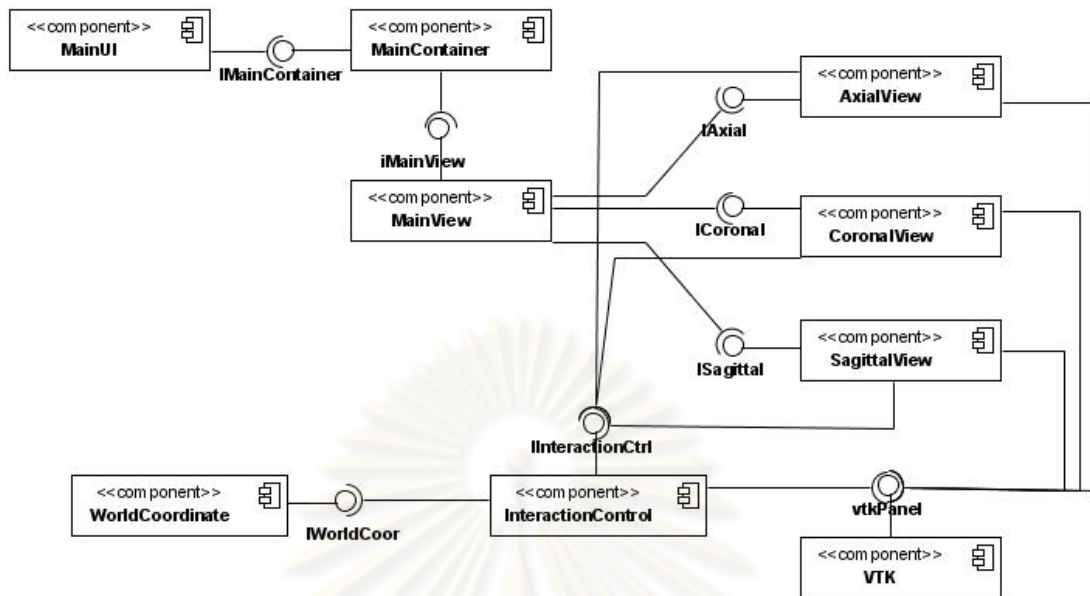 <<component>>
MainUI
IMainContainer
<<component>>
MainContainer
iMainView
<<component>>
MainView
<<component>>
AxialView
IAxial
<<component>>
CoronalView
ICoronal
<<component>>
SagittalView
ISagittal
IInteractionCtrl
<<component>>
WorldCoordinate
IWorldCoor
<<component>>
InteractionControl
vtkPanel
<<component>>
VTK